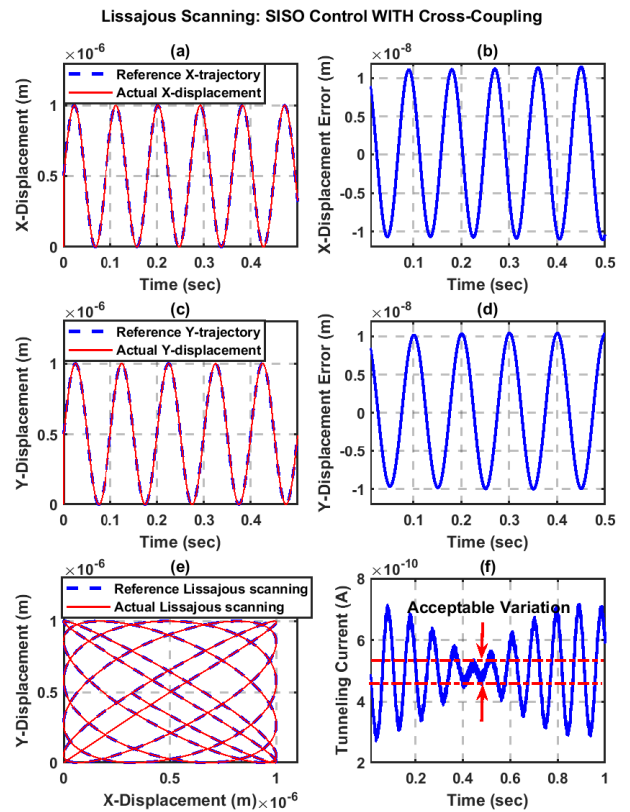 Lissajous Scanning: SISO Control WITH Cross-Coupling
(a)
×10^-6
Reference X-trajectory
Actual X-displacement
X-Displacement (m)
1
0.5
0
0 0.1 0.2 0.3 0.4
Time (sec)
(b)
×10^-8
X-Displacement Error (m)
1
0.5
0
-0.5
-1
0.1 0.2 0.3 0.4 0.5
Time (sec)
(c)
×10^-6
Reference Y-trajectory
Actual Y-displacement
Y-Displacement (m)
1
0.5
0
0 0.1 0.2 0.3 0.4
Time (sec)
(d)
×10^-8
Y-Displacement Error (m)
1
0.5
0
-0.5
-1
0.1 0.2 0.3 0.4 0.5
Time (sec)
(e)
×10^-6
Reference Lissajous scanning
Actual Lissajous scanning
Y-Displacement (m)
1
0.5
0
0 0.5 1
X-Displacement (m) ×10^-6
(f)
×10^-10
Acceptable Variation
Tunneling Current (A)
8
6
4
2
0.2 0.4 0.6 0.8 1
Time (sec)